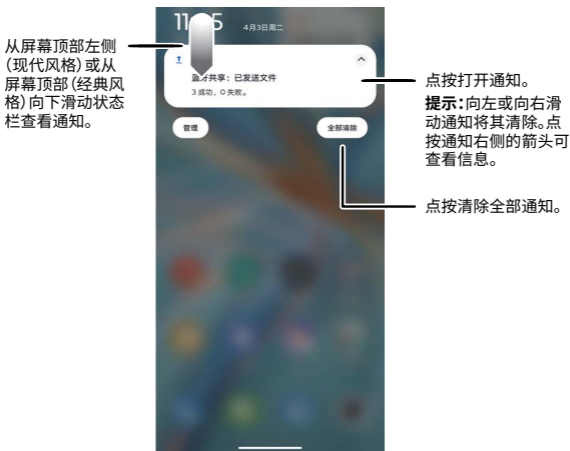 从屏幕顶部左侧
(现代风格)或从
屏幕顶部(经典风
格)向下滑动状态
栏查看通知。
4月3日周二
蓝牙共享：已发送文件
3 成功，0 失败。
管理
全部清除
点按打开通知。
提示：向左或向右滑
动通知将其清除。点
按通知右侧的箭头可
查看信息。
点按清除全部通知。